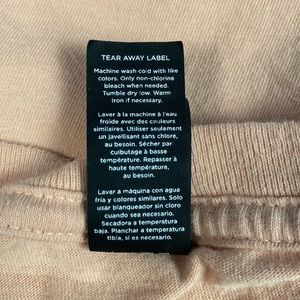 TEAR AWAY LABEL
Machine wash cold with like
colors. Only non-chlorine
bleach when needed.
Tumble dry low. Warm
Iron if necessary.
Laver à la machine à l'eau
froide avec des couleurs
similaires. Utiliser seulement
un javellisant sans chlore,
au besoin. Sécher par
culbutage à basse
température. Repasser à
haute température,
au besoin.
Lavar a máquina con agua
fría y colores similares. Solo
usar blanqueador sin cloro
cuando sea necesario.
Secadora a temperatura
baja. Planchar a temperatura
tibia, si es necesario.